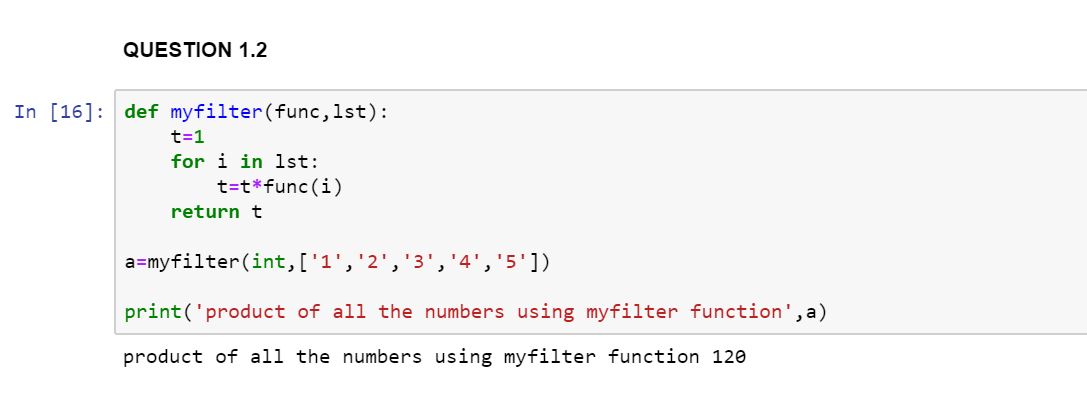 QUESTION 1.2
In [16]: def myfilter(func,lst):
    t=1
    for i in lst:
        t=t*func(i)
    return t
a=myfilter(int,['1','2','3','4','5'])
print('product of all the numbers using myfilter function',a)
product of all the numbers using myfilter function 120